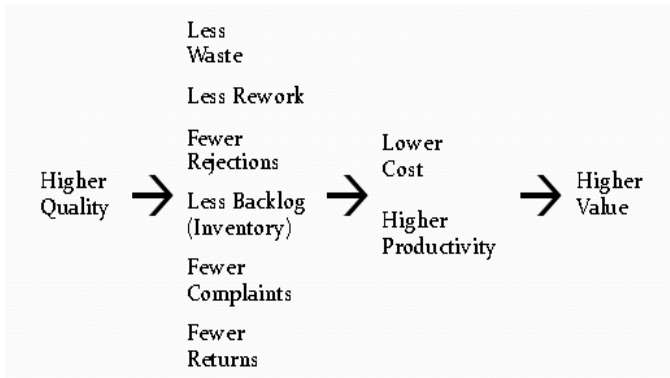 Higher
Quality
Less
Waste
Less Rework
Fewer
Rejections
Less Backlog
(Inventory)
Fewer
Complaints
Fewer
Returns
Lower
Cost
Higher
Productivity
Higher
Value